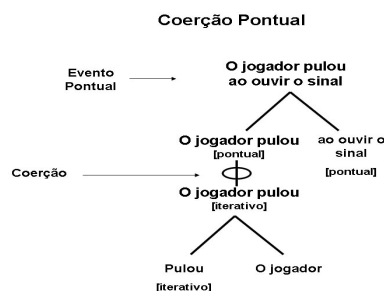 Coerção Pontual
Evento
Pontual
O jogador pulou
ao ouvir o sinal
O jogador pulou
[pontual]
ao ouvir o
sinal
[pontual]
Coerção
O jogador pulou
[iterativo]
Pulou
[iterativo]
O jogador